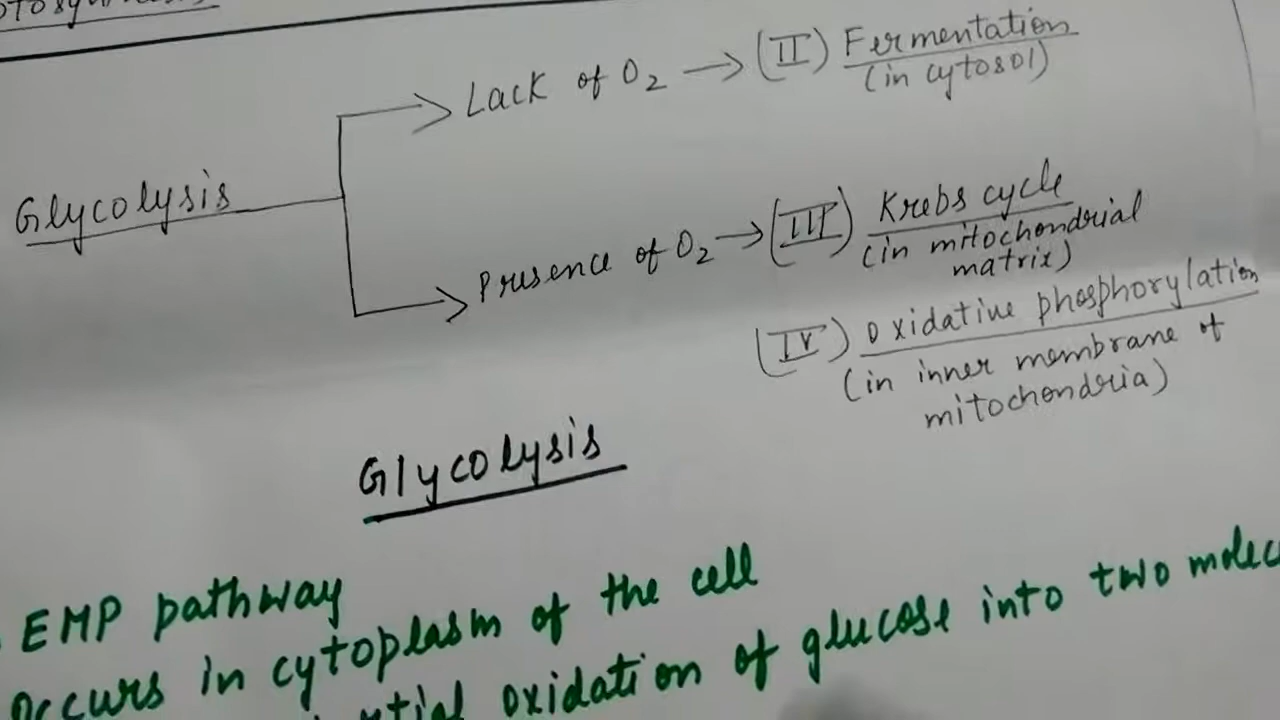 Lack of O2 → (II) Fermentation
(in cytosol)
Glycolysis
Presence of O2 → (III) Krebs cycle
(in mitochondrial
matrix)
(IV) Oxidative phosphorylation
(in inner membrane of
mitochondria)
Glycolysis
EMP pathway
Occurs in cytoplasm of the cell
oxidation of glucose into two